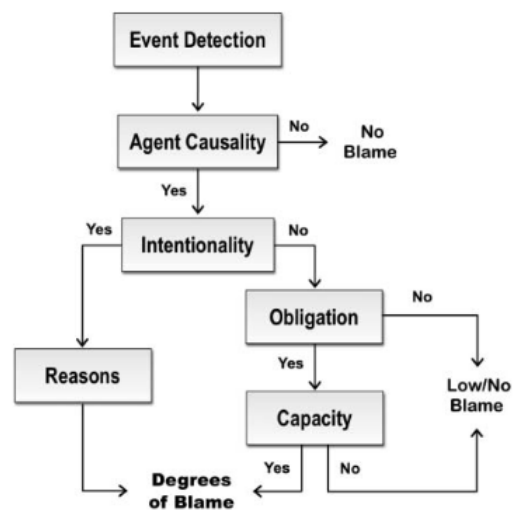 Event Detection
Agent Causality
No
No
Blame
Yes
Yes
Intentionality
No
Obligation
No
Reasons
Yes
Capacity
Low/No
Blame
Yes
No
Degrees
of Blame